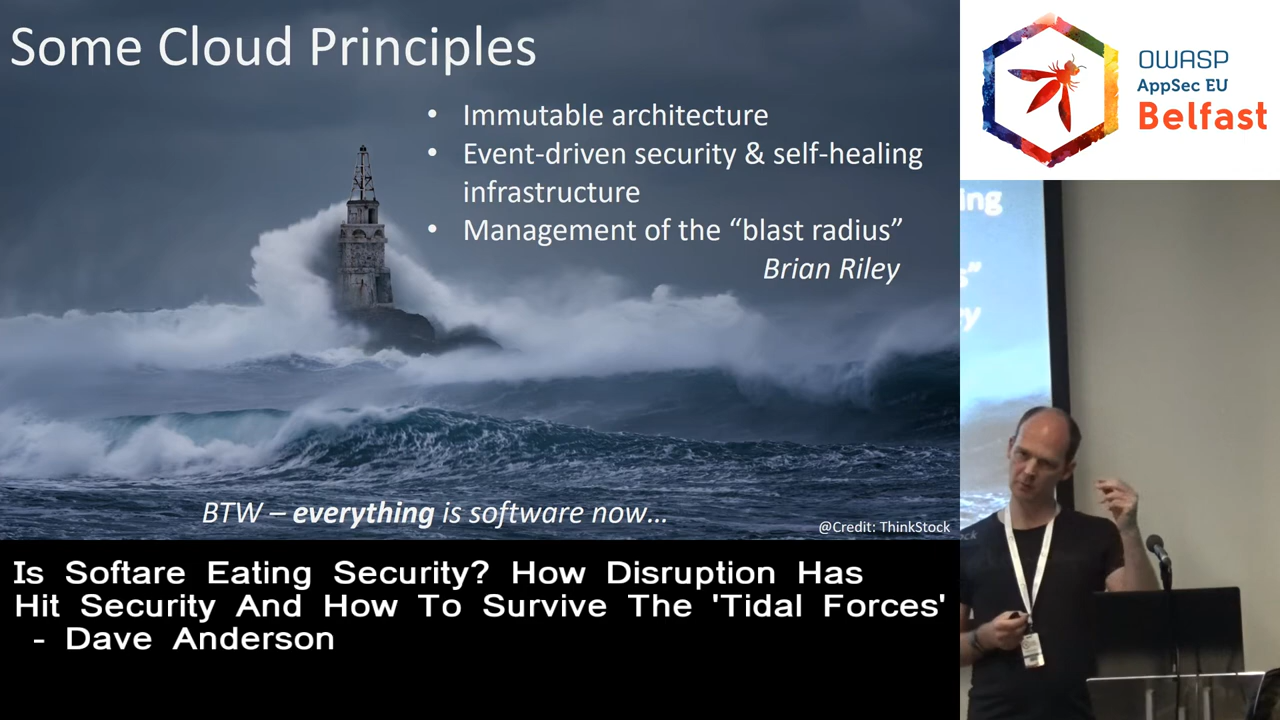 Some Cloud Principles
• Immutable architecture
• Event-driven security & self-healing
infrastructure
• Management of the “blast radius”
Brian Riley
BTW – everything is software now...
@Credit: ThinkStock
OWASP
AppSec EU
Belfast
ing
s”
ey
Is Softare Eating Security? How Disruption Has
Hit Security And How To Survive The 'Tidal Forces'
- Dave Anderson